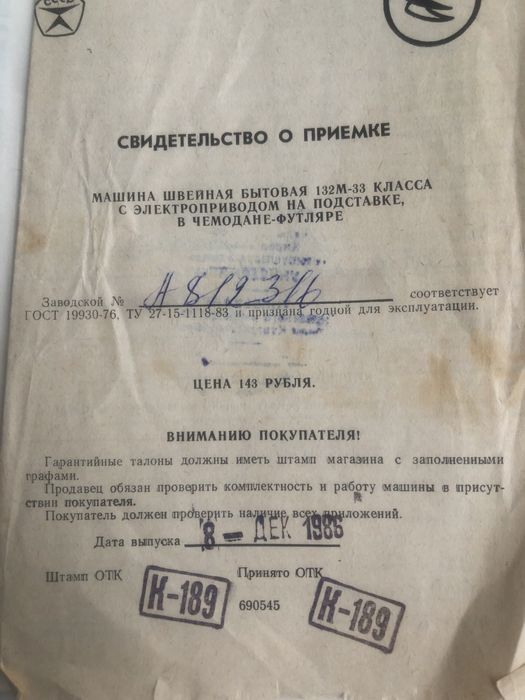 СССР
СВИДЕТЕЛЬСТВО О ПРИЕМКЕ
МАШИНА ШВЕЙНАЯ БЫТОВАЯ 132М-33 КЛАССА
С ЭЛЕКТРОПРИВОДОМ НА ПОДСТАВКЕ,
В ЧЕМОДАНЕ-ФУТЛЯРЕ
Заводской № А 812316 соответствует
ГОСТ 19930-76, ТУ 27-15-1118-83 и признана годной для эксплуатации.
ЦЕНА 143 РУБЛЯ.
ВНИМАНИЮ ПОКУПАТЕЛЯ!
Гарантийные талоны должны иметь штамп магазина с заполненными
графами.
Продавец обязан проверить комплектность и работу машины в присут-
ствии покупателя.
Покупатель должен проверить наличие всех приложений.
Дата выпуска 8 — ДЕК 1986
Штамп ОТК Принято ОТК
К-189 690545 К-189